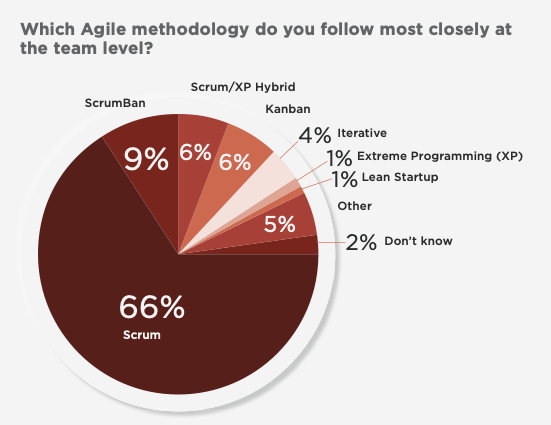 Which Agile methodology do you follow most closely at
the team level?
Scrum/XP Hybrid
ScrumBan
Kanban
9%
6%
6%
4% Iterative
1% Extreme Programming (XP)
1% Lean Startup
Other
5%
2% Don't know
66%
Scrum